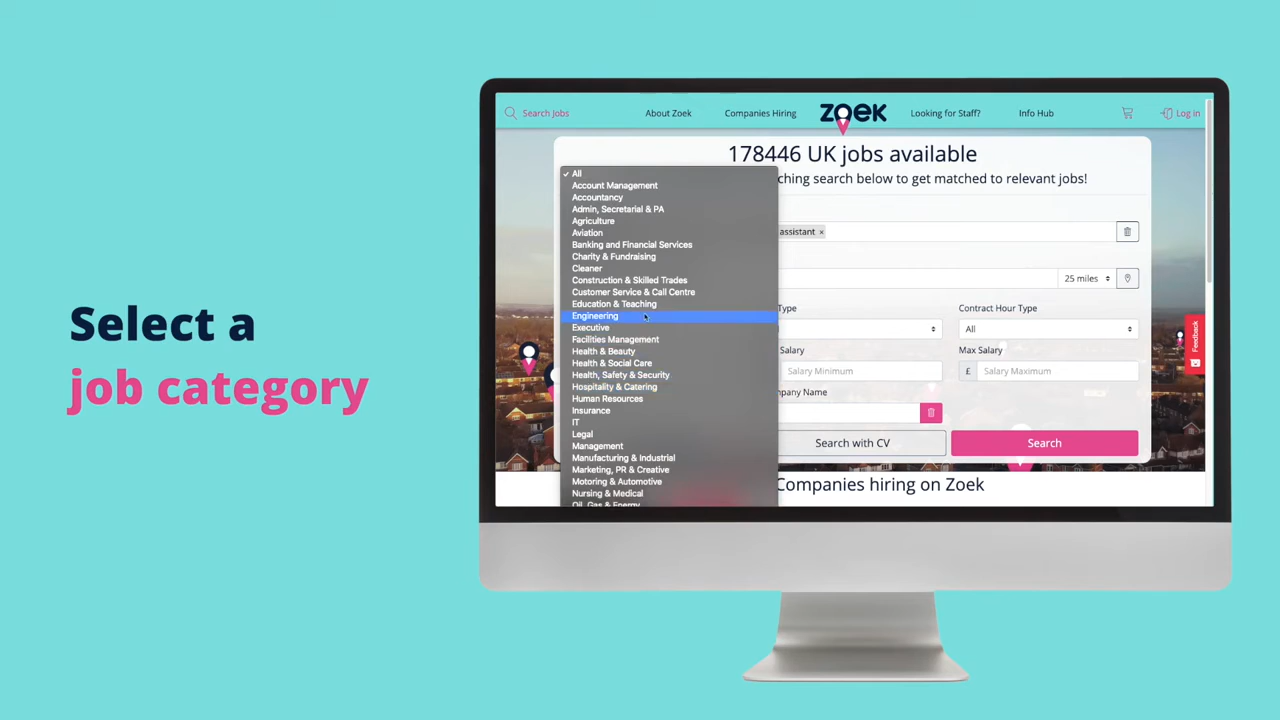 Select a
job category
Search Jobs
About Zoek
Companies Hiring
zoek
Looking for Staff?
Info Hub
Log in
178446 UK jobs available
ching search below to get matched to relevant jobs!
All
Account Management
Accountancy
Admin, Secretarial & PA
Agriculture
Aviation
Banking and Financial Services
Charity & Fundraising
Cleaner
Construction & Skilled Trades
Customer Service & Call Centre
Education & Teaching
Engineering
Executive
Facilities Management
Health & Beauty
Health & Social Care
Health, Safety & Security
Hospitality & Catering
Human Resources
Insurance
IT
Legal
Management
Manufacturing & Industrial
Marketing, PR & Creative
Motoring & Automotive
Nursing & Medical
Oil, Gas & Energy
assistant ×
25 miles
Type
Contract Hour Type
All
Salary
Max Salary
Salary Minimum
£ Salary Maximum
pany Name
Search with CV
Search
Feedback
Companies hiring on Zoek